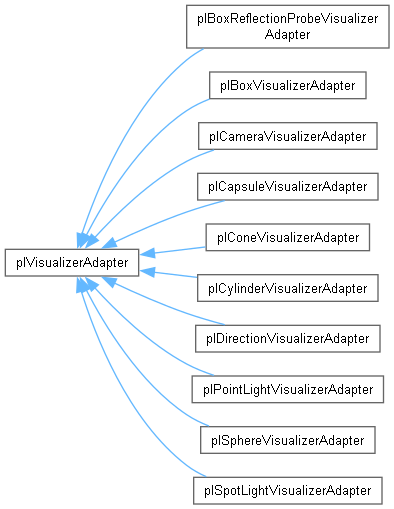 plBoxReflectionProbeVisualizer
Adapter
plBoxVisualizerAdapter
plCameraVisualizerAdapter
plCapsuleVisualizerAdapter
plConeVisualizerAdapter
plVisualizerAdapter
plCylinderVisualizerAdapter
plDirectionVisualizerAdapter
plPointLightVisualizerAdapter
plSphereVisualizerAdapter
plSpotLightVisualizerAdapter